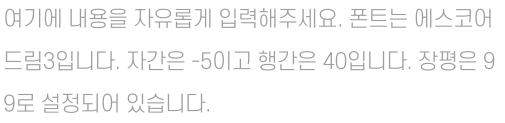 여기에 내용을 자유롭게 입력해주세요. 폰트는 에스코어
드림3입니다. 자간은 -50이고 행간은 40입니다. 장평은 9
9로 설정되어 있습니다.